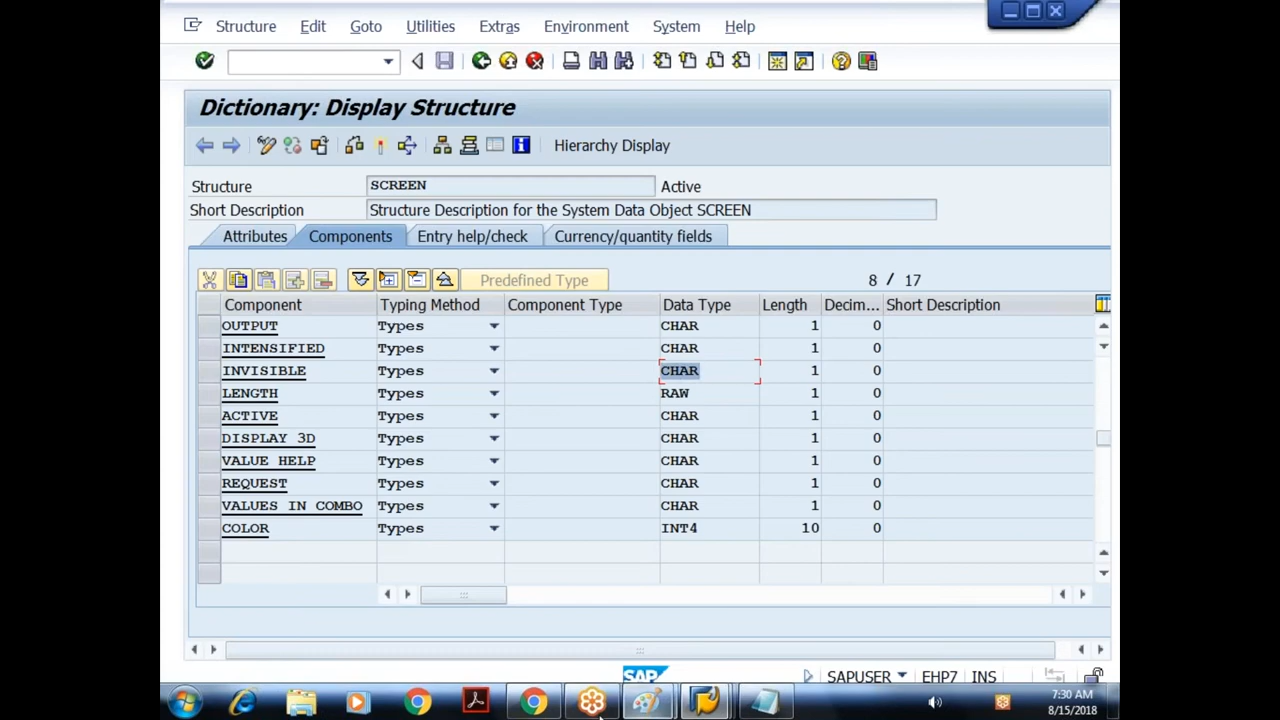 Structure Edit Goto Utilities Extras Environment System Help
Dictionary: Display Structure
Hierarchy Display
Structure SCREEN Active
Short Description Structure Description for the System Data Object SCREEN
Attributes Components Entry help/check Currency/quantity fields
Predefined Type 8 / 17
Component Typing Method Component Type Data Type Length Decim... Short Description
OUTPUT Types CHAR 1 0
INTENSIFIED Types CHAR 1 0
INVISIBLE Types CHAR 1 0
LENGTH Types RAW 1 0
ACTIVE Types CHAR 1 0
DISPLAY 3D Types CHAR 1 0
VALUE HELP Types CHAR 1 0
REQUEST Types CHAR 1 0
VALUES IN COMBO Types CHAR 1 0
COLOR Types INT4 10 0
SAP SAPUSER EHP7 INS
7:30 AM
8/15/2018